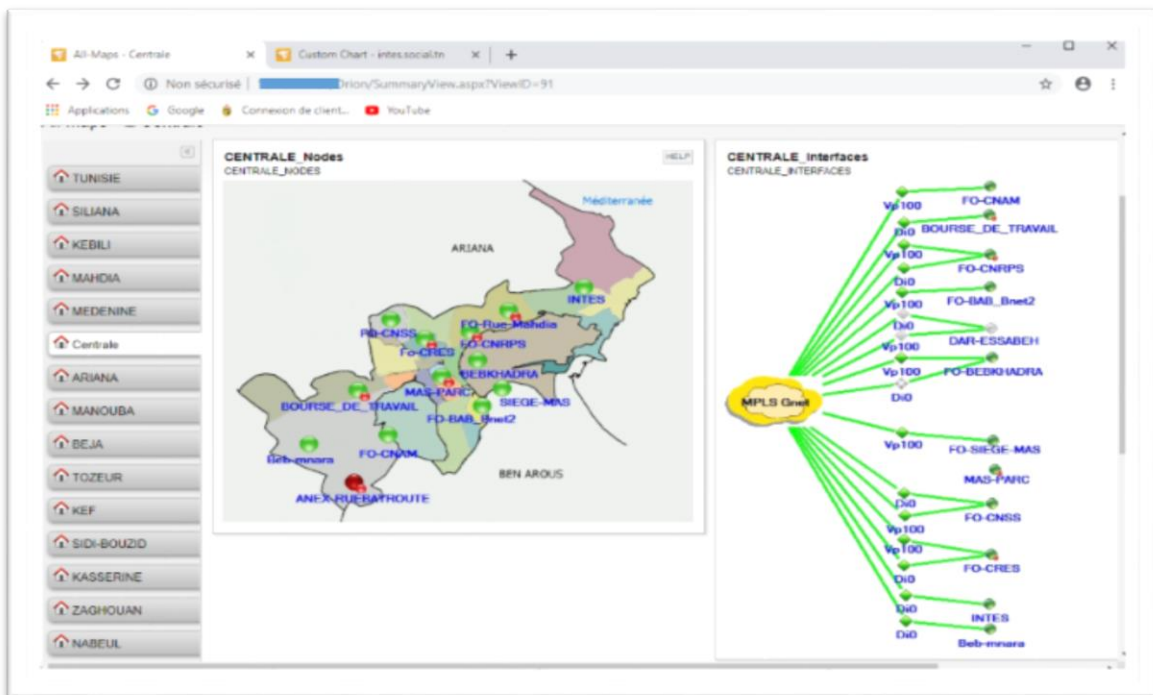 All-Maps - Centrale
Custom Chart - intes.social.tn
Non sécurisé
Orion/SummaryView.aspx?ViewID=91
Applications
Google
Connexion de client...
YouTube
TUNISIE
SILIANA
KEBILI
MAHDIA
MEDENINE
Centrale
ARIANA
MANOUBA
BEJA
TOZEUR
KEF
SIDI-BOUZID
KASSERINE
ZAGHOUAN
NABEUL
CENTRALE_Nodes
HELP
CENTRALE_NODES
Méditerranée
ARIANA
INTES
FO-CNSS
FO-Rue-Mahdia
Fo-CRES
FO-CNRPS
BEBKHADRA
MAS-PARC
BOURSE_DE_TRAVAIL
SIEGE-MAS
FO-BAB_Bnet2
Beb-mnara
FO-CNAM
BEN AROUS
ANEX-RUEBAYROUTE
CENTRALE_Interfaces
CENTRALE_INTERFACES
Vp100
FO-CNAM
Di0
BOURSE_DE_TRAVAIL
Vp100
FO-CNRPS
Di0
Vp100
FO-BAB_Bnet2
Di0
DAR-ESSABEH
Vp100
Vp100
FO-BEBKHADRA
Di0
MPLS Gnet
Vp100
FO-SIEGE-MAS
MAS-PARC
Di0
FO-CNSS
Vp100
Vp100
FO-CRES
Di0
Di0
INTES
Di0
Beb-mnara